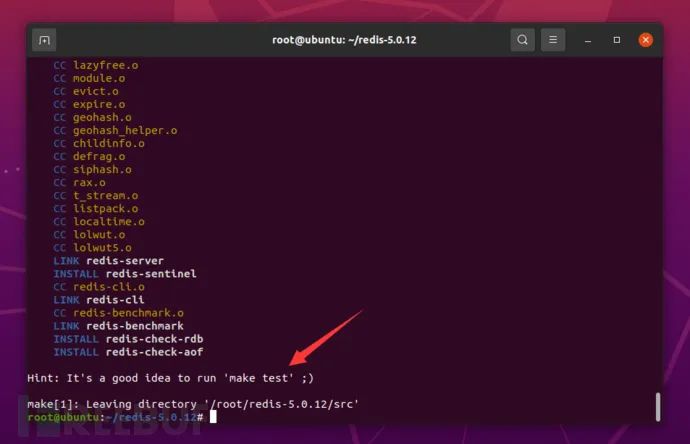 root@ubuntu: ~/redis-5.0.12
CC lazyfree.o
CC module.o
CC evict.o
CC expire.o
CC geohash.o
CC geohash_helper.o
CC childinfo.o
CC defrag.o
CC siphash.o
CC rax.o
CC t_stream.o
CC listpack.o
CC localtime.o
CC lolwut.o
CC lolwut5.o
LINK redis-server
INSTALL redis-sentinel
CC redis-cli.o
LINK redis-cli
CC redis-benchmark.o
LINK redis-benchmark
INSTALL redis-check-rdb
INSTALL redis-check-aof
Hint: It's a good idea to run 'make test' ;)
make[1]: Leaving directory '/root/redis-5.0.12/src'
root@ubuntu:~/redis-5.0.12#